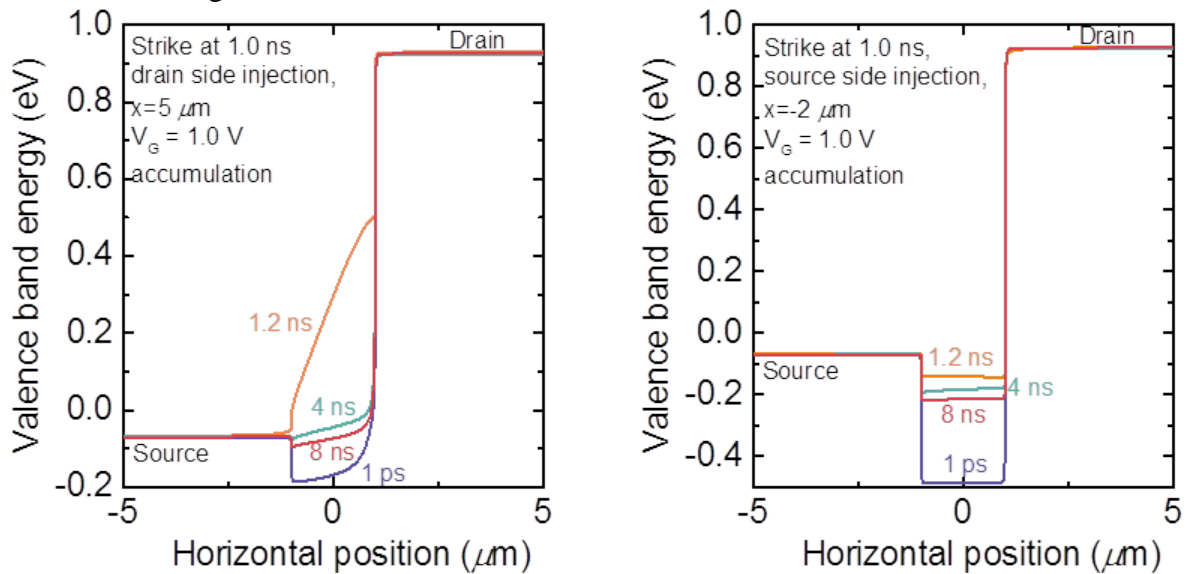 Strike at 1.0 ns
drain side injection,
x=5 μm
V_G = 1.0 V
accumulation
Drain
1.2 ns
4 ns
8 ns
1 ps
Source
Valence band energy (eV)
1.0
0.8
0.6
0.4
0.2
0.0
-0.2
-5
0
5
Horizontal position (μm)
Strike at 1.0 ns,
source side injection,
x=-2 μm
V_G = 1.0 V
accumulation
Drain
Source
1.2 ns
4 ns
8 ns
1 ps
Valence band energy (eV)
1.0
0.8
0.6
0.4
0.2
0.0
-0.2
-0.4
-5
0
5
Horizontal position (μm)